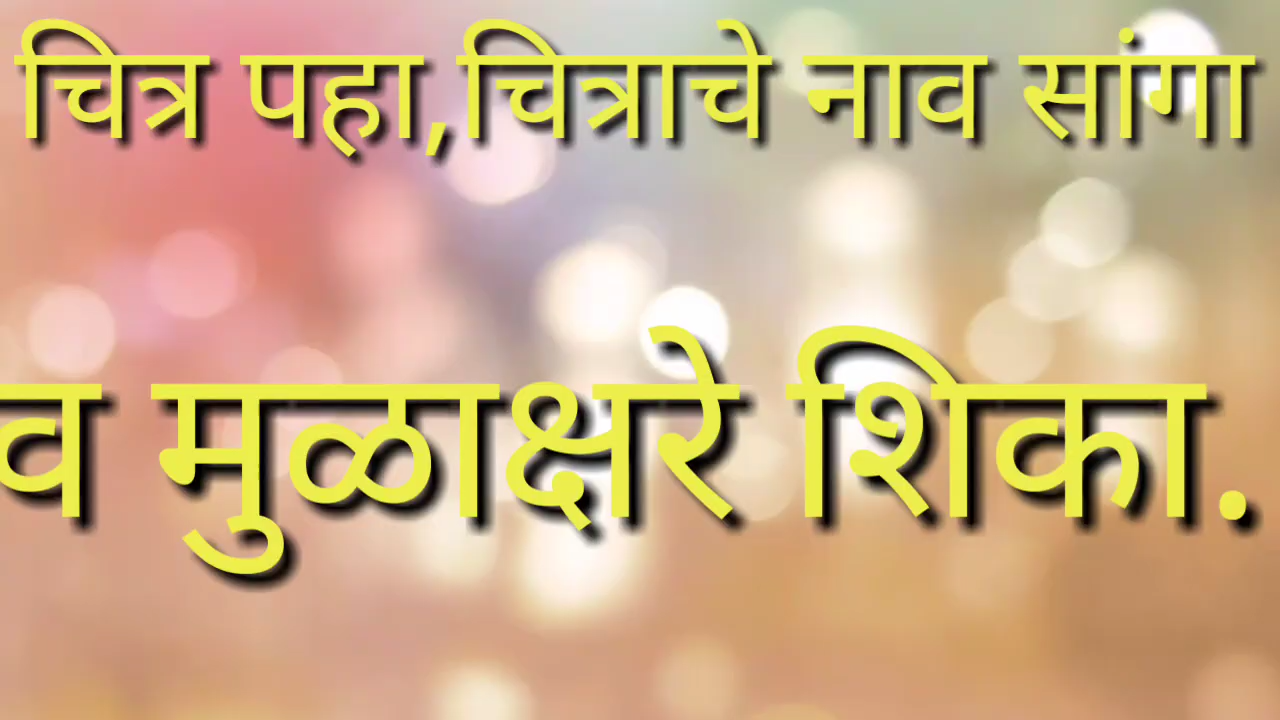 चित्र पहा,चित्राचे नाव सांगा
व मुळाक्षरे शिका.